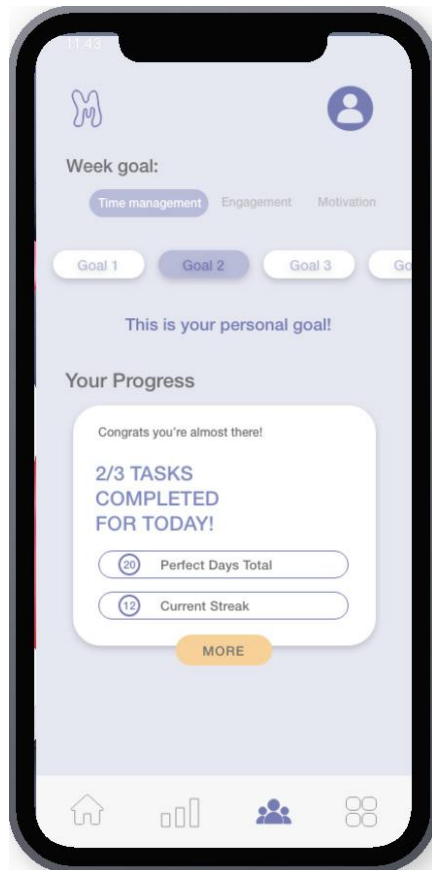 11:43
Week goal:
Time management Engagement Motivation
Goal 1 Goal 2 Goal 3 Go
This is your personal goal!
Your Progress
Congrats you're almost there!
2/3 TASKS
COMPLETED
FOR TODAY!
20 Perfect Days Total
12 Current Streak
MORE